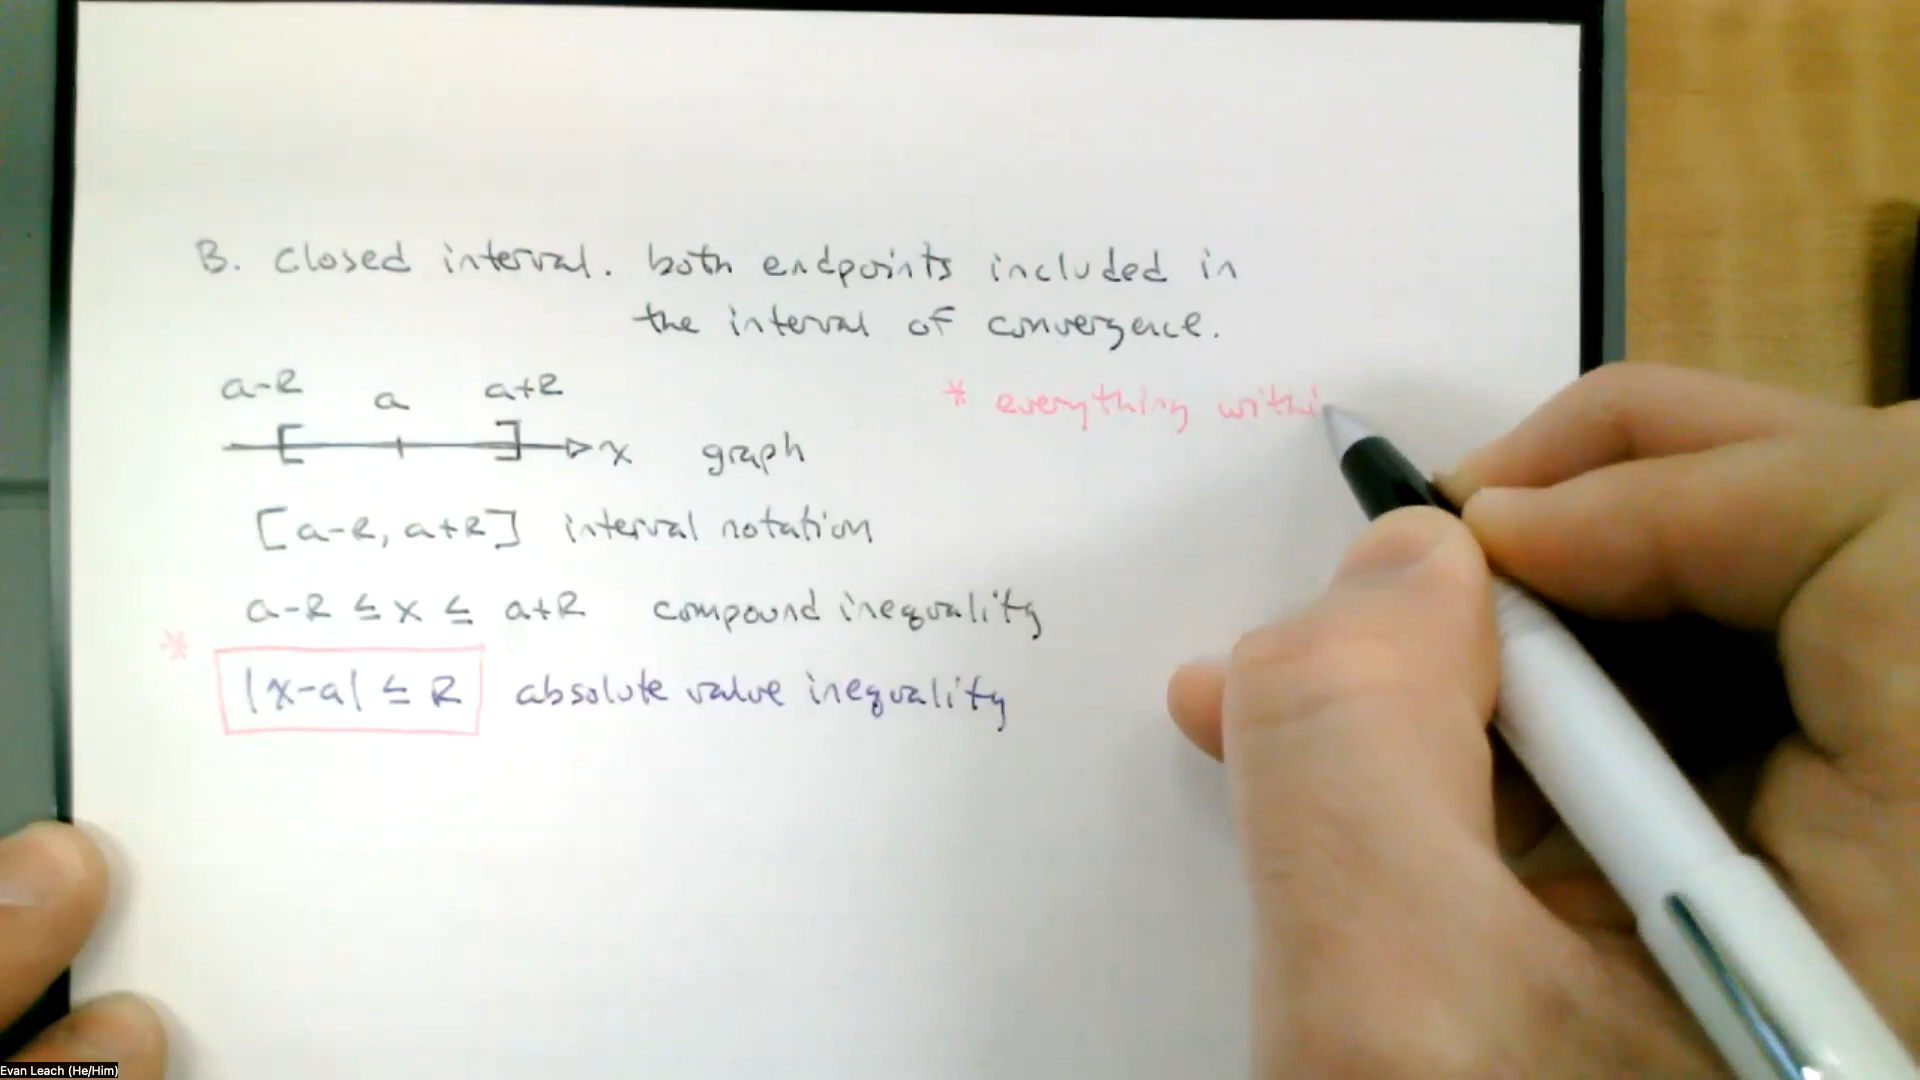 B. closed interval. both endpoints included in
the interval of convergence.
a-R a a+R
* everything withi
x graph
[a-R, a+R] interval notation
a-R ≤ x ≤ a+R compound inequality
*
|x-a| ≤ R absolute value inequality
Evan Leach (He/Him)